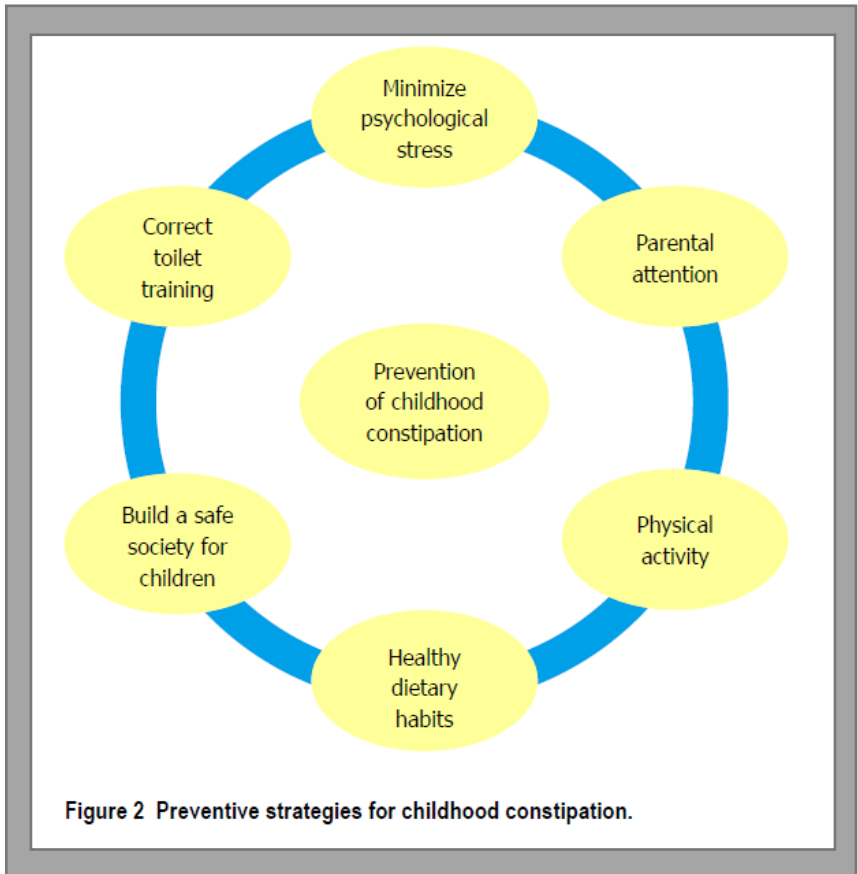 Minimize
psychological
stress
Correct
toilet
training
Parental
attention
Prevention
of childhood
constipation
Build a safe
society for
children
Physical
activity
Healthy
dietary
habits
Figure 2 Preventive strategies for childhood constipation.